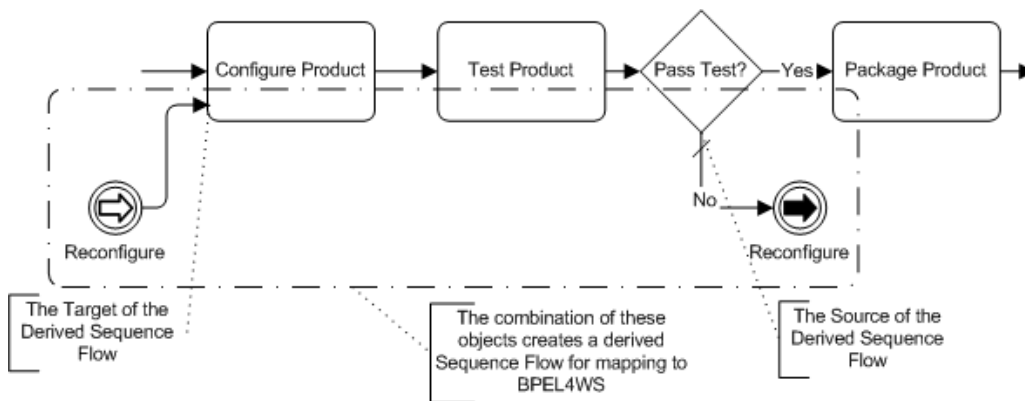 Configure Product
Test Product
Pass Test?
Yes
Package Product
No
Reconfigure
Reconfigure
The Target of the
Derived Sequence
Flow
The combination of these
objects creates a derived
Sequence Flow for mapping to
BPEL4WS
The Source of the
Derived Sequence
Flow